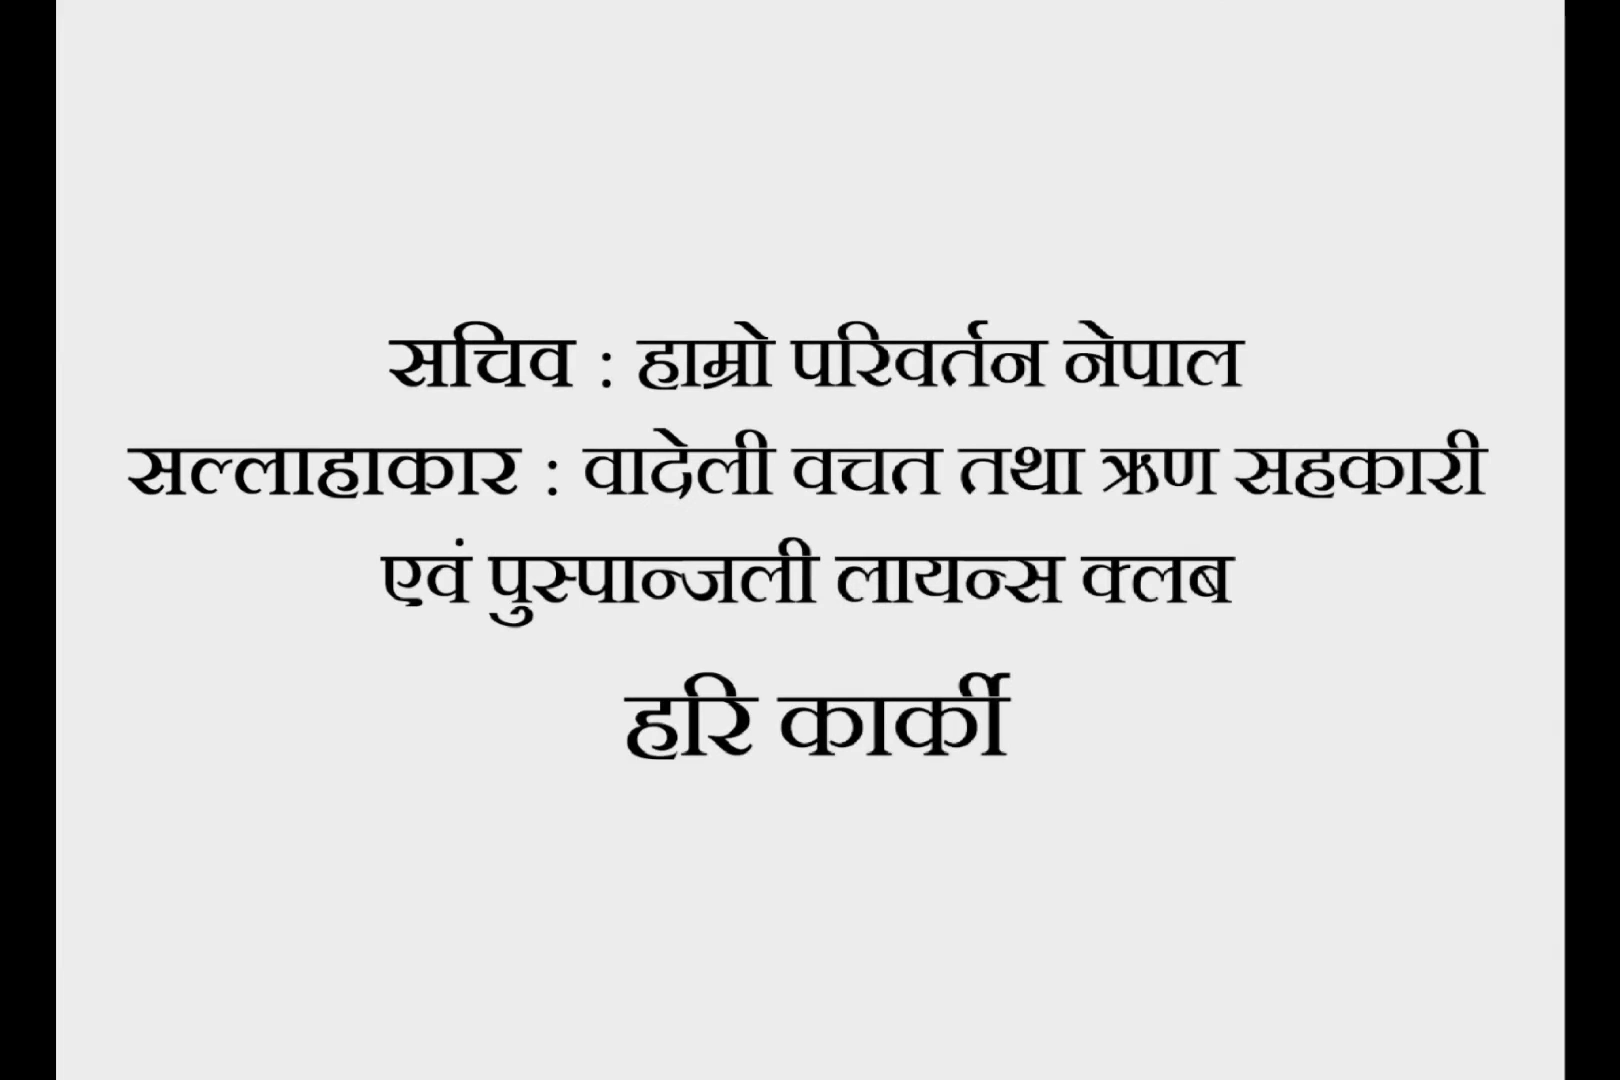 सचिव : हाम्रो परिवर्तन नेपाल
सल्लाहाकार : वादेली वचत तथा ऋण सहकारी
एवं पुस्पान्जली लायन्स क्लब
हरि कार्की